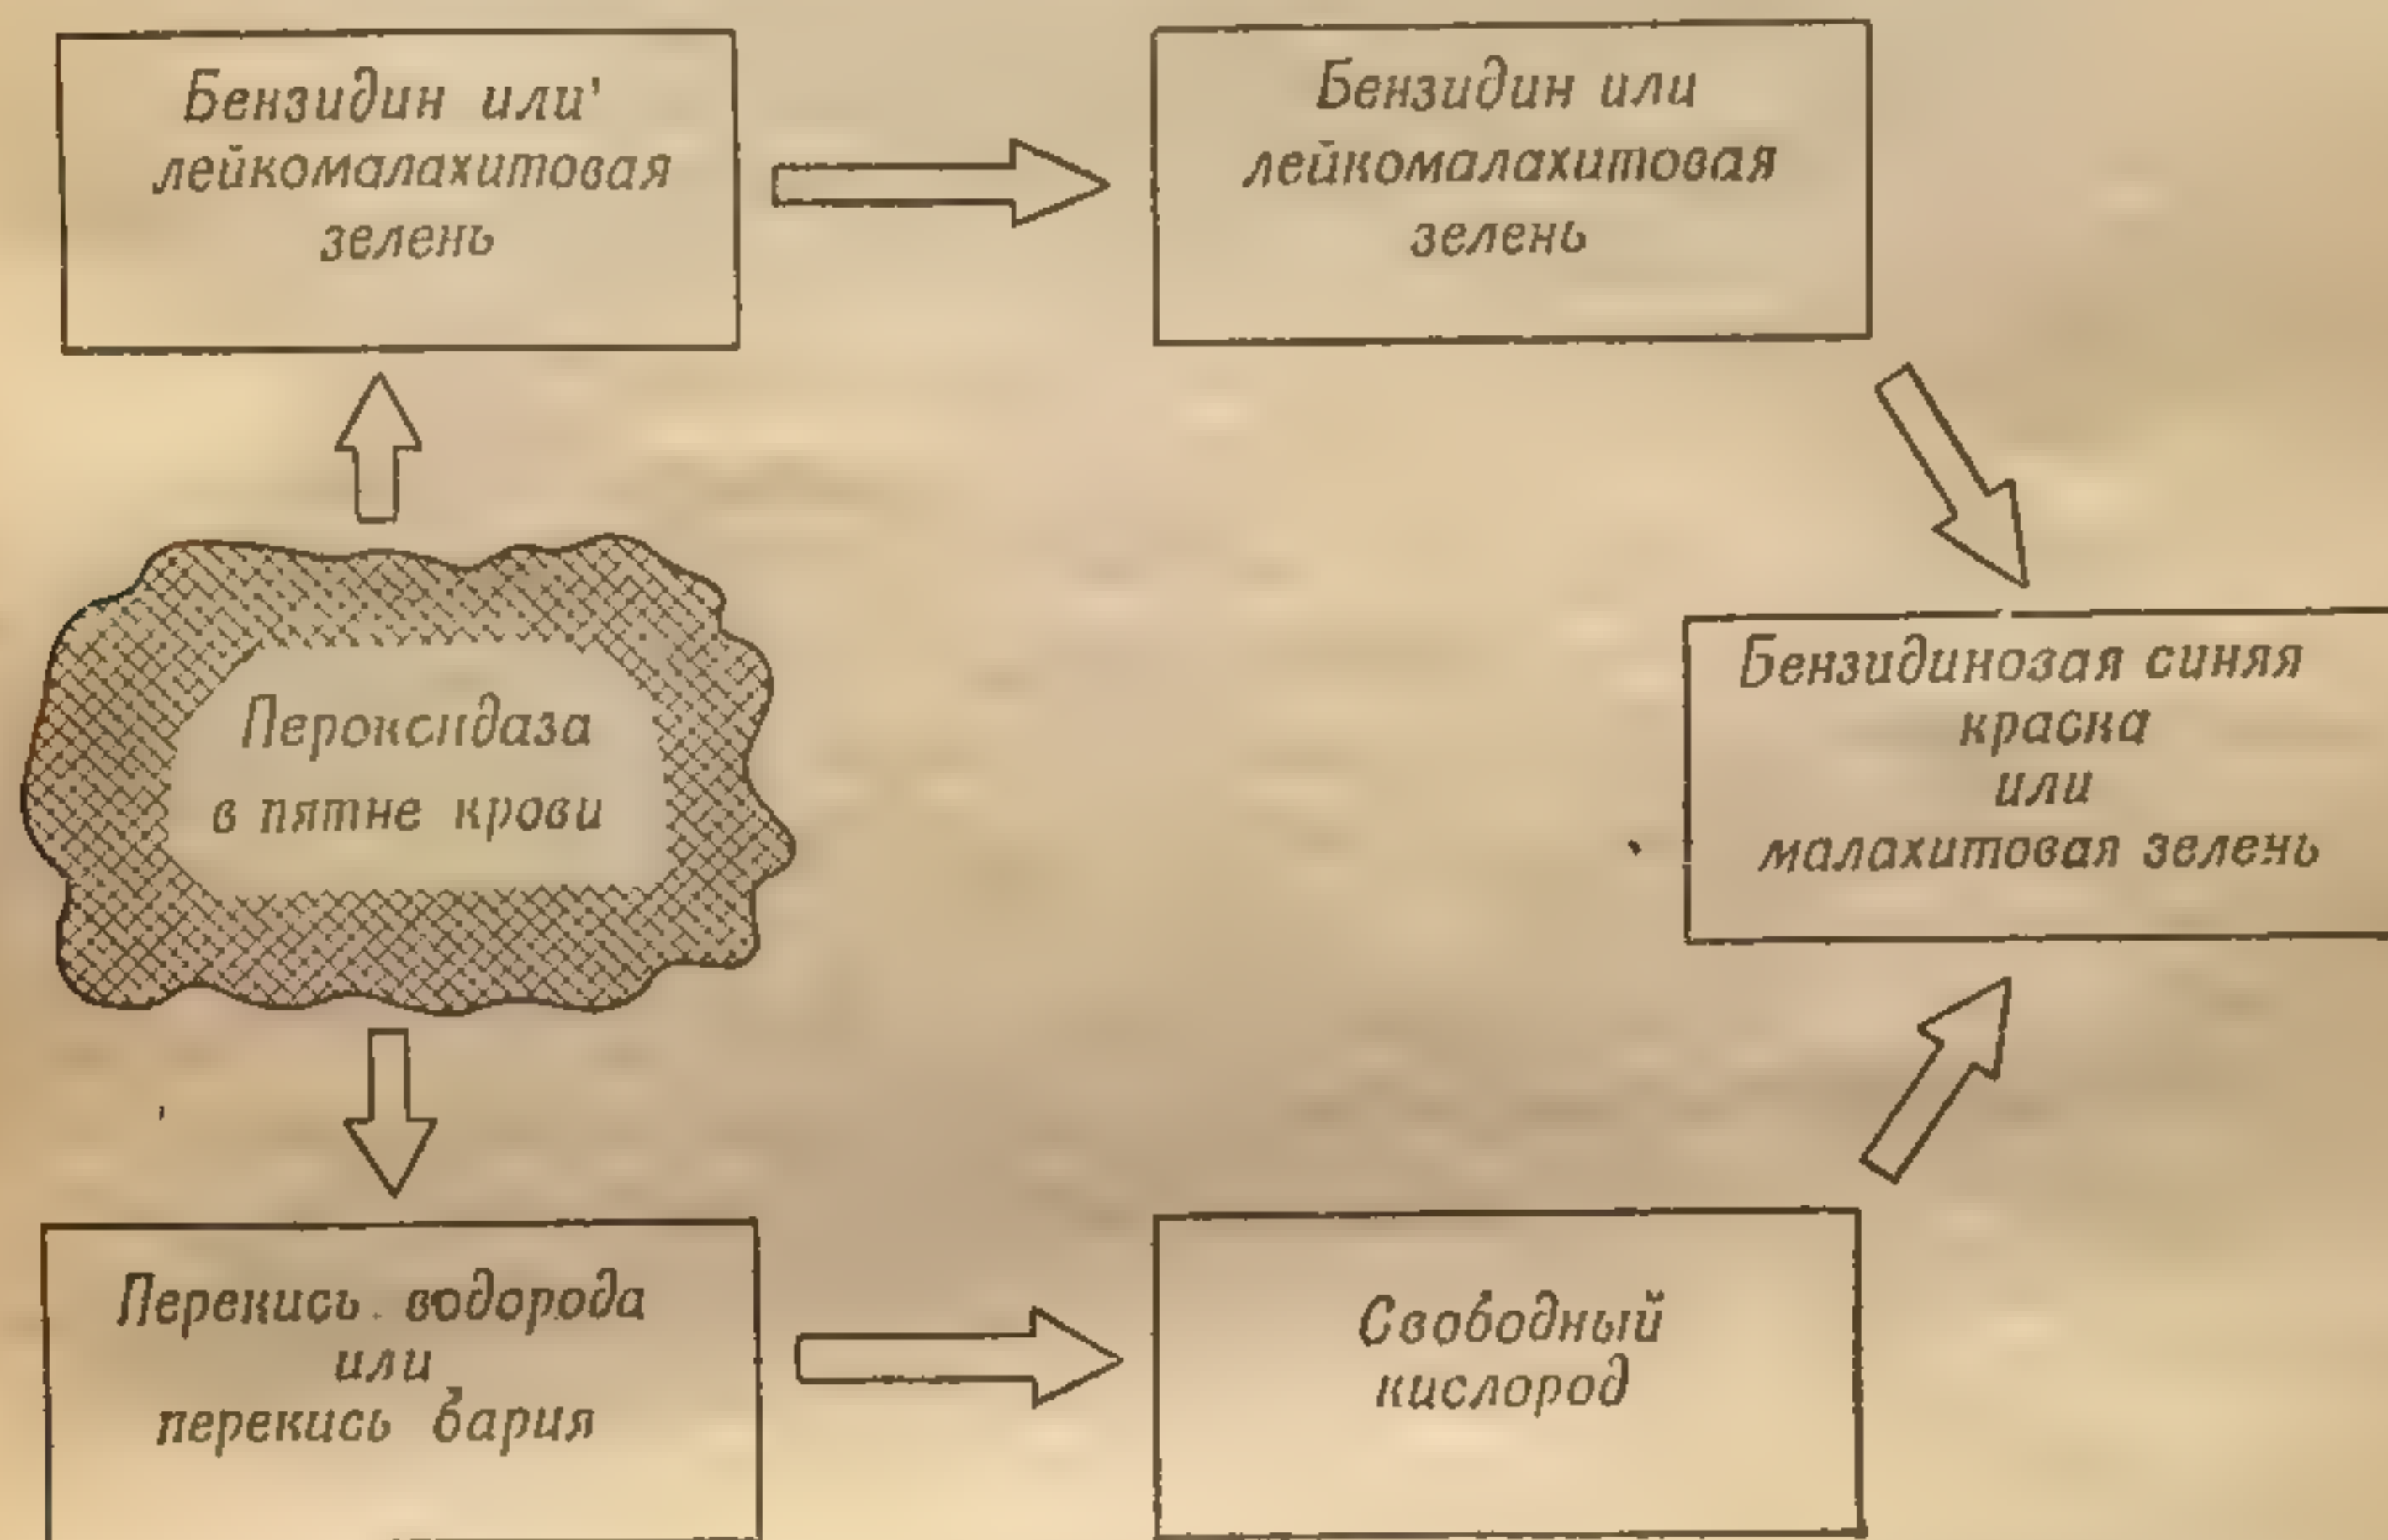 Бензидин или
лейкомалахитовая
зелень
Бензидин или
лейкомалахитовая
зелень
Пероксидаза
в пятне крови
Бензидиновая синяя
краска
или
малахитовая зелень
Перекись водорода
или
перекись бария
Свободный
кислород